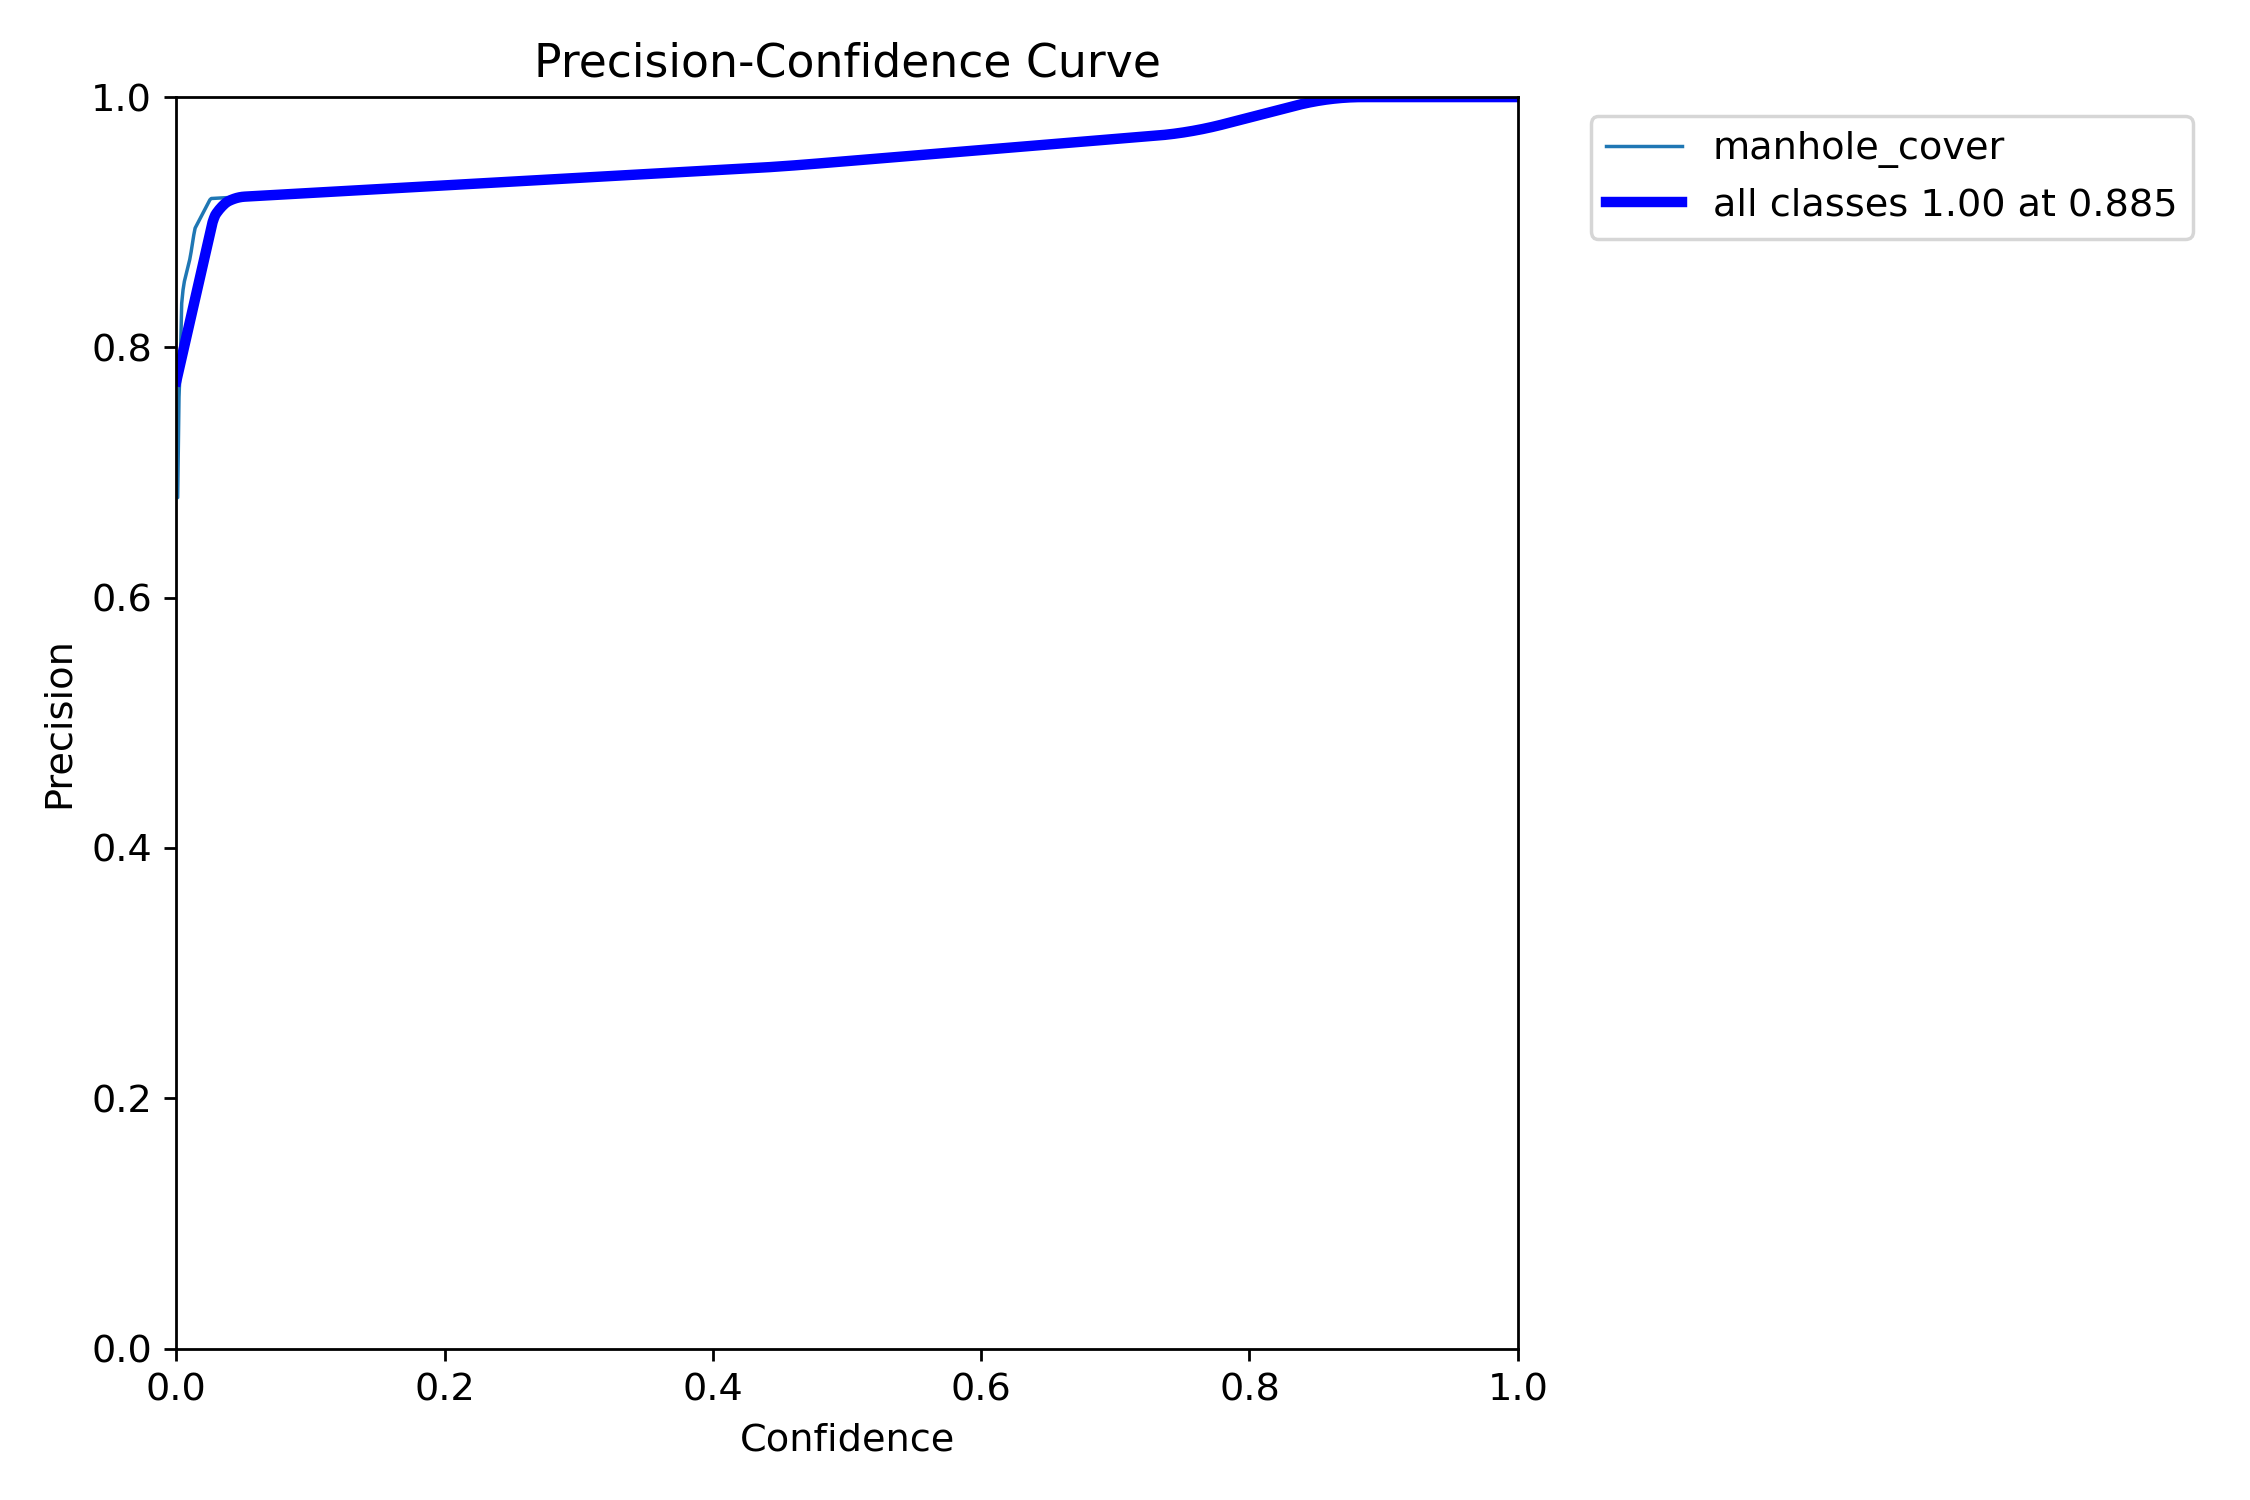 Precision-Confidence Curve
1.0
0.8
0.6
0.4
0.2
0.0
Precision
0.0 0.2 0.4 0.6 0.8 1.0
Confidence
manhole_cover
all classes 1.00 at 0.885